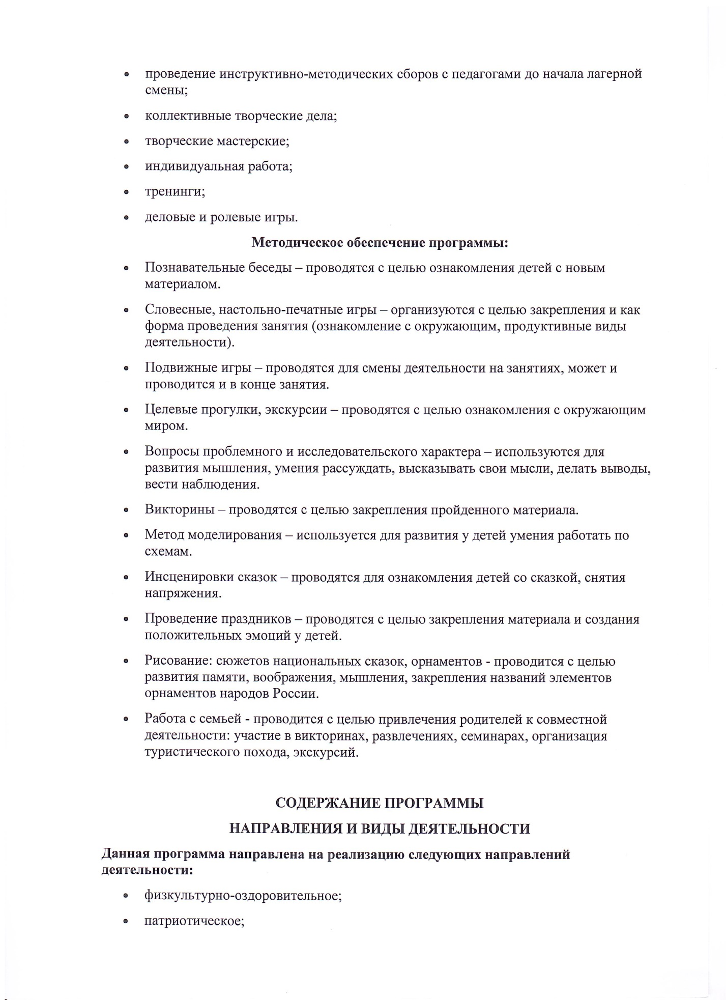 • проведение инструктивно-методических сборов с педагогами до начала лагерной
смены;
• коллективные творческие дела;
• творческие мастерские;
• индивидуальная работа;
• тренинги;
• деловые и ролевые игры.
Методическое обеспечение программы:
• Познавательные беседы – проводятся с целью ознакомления детей с новым
материалом.
• Словесные, настольно-печатные игры – организуются с целью закрепления и как
форма проведения занятия (ознакомление с окружающим, продуктивные виды
деятельности).
• Подвижные игры – проводятся для смены деятельности на занятиях, может и
проводится и в конце занятия.
• Целевые прогулки, экскурсии – проводятся с целью ознакомления с окружающим
миром.
• Вопросы проблемного и исследовательского характера – используются для
развития мышления, умения рассуждать, высказывать свои мысли, делать выводы,
вести наблюдения.
• Викторины – проводятся с целью закрепления пройденного материала.
• Метод моделирования – используется для развития у детей умения работать по
схемам.
• Инсценировки сказок – проводятся для ознакомления детей со сказкой, снятия
напряжения.
• Проведение праздников – проводятся с целью закрепления материала и создания
положительных эмоций у детей.
• Рисование: сюжетов национальных сказок, орнаментов - проводится с целью
развития памяти, воображения, мышления, закрепления названий элементов
орнаментов народов России.
• Работа с семьей - проводится с целью привлечения родителей к совместной
деятельности: участие в викторинах, развлечениях, семинарах, организация
туристического похода, экскурсий.
СОДЕРЖАНИЕ ПРОГРАММЫ
НАПРАВЛЕНИЯ И ВИДЫ ДЕЯТЕЛЬНОСТИ
Данная программа направлена на реализацию следующих направлений
деятельности:
• физкультурно-оздоровительное;
• патриотическое;